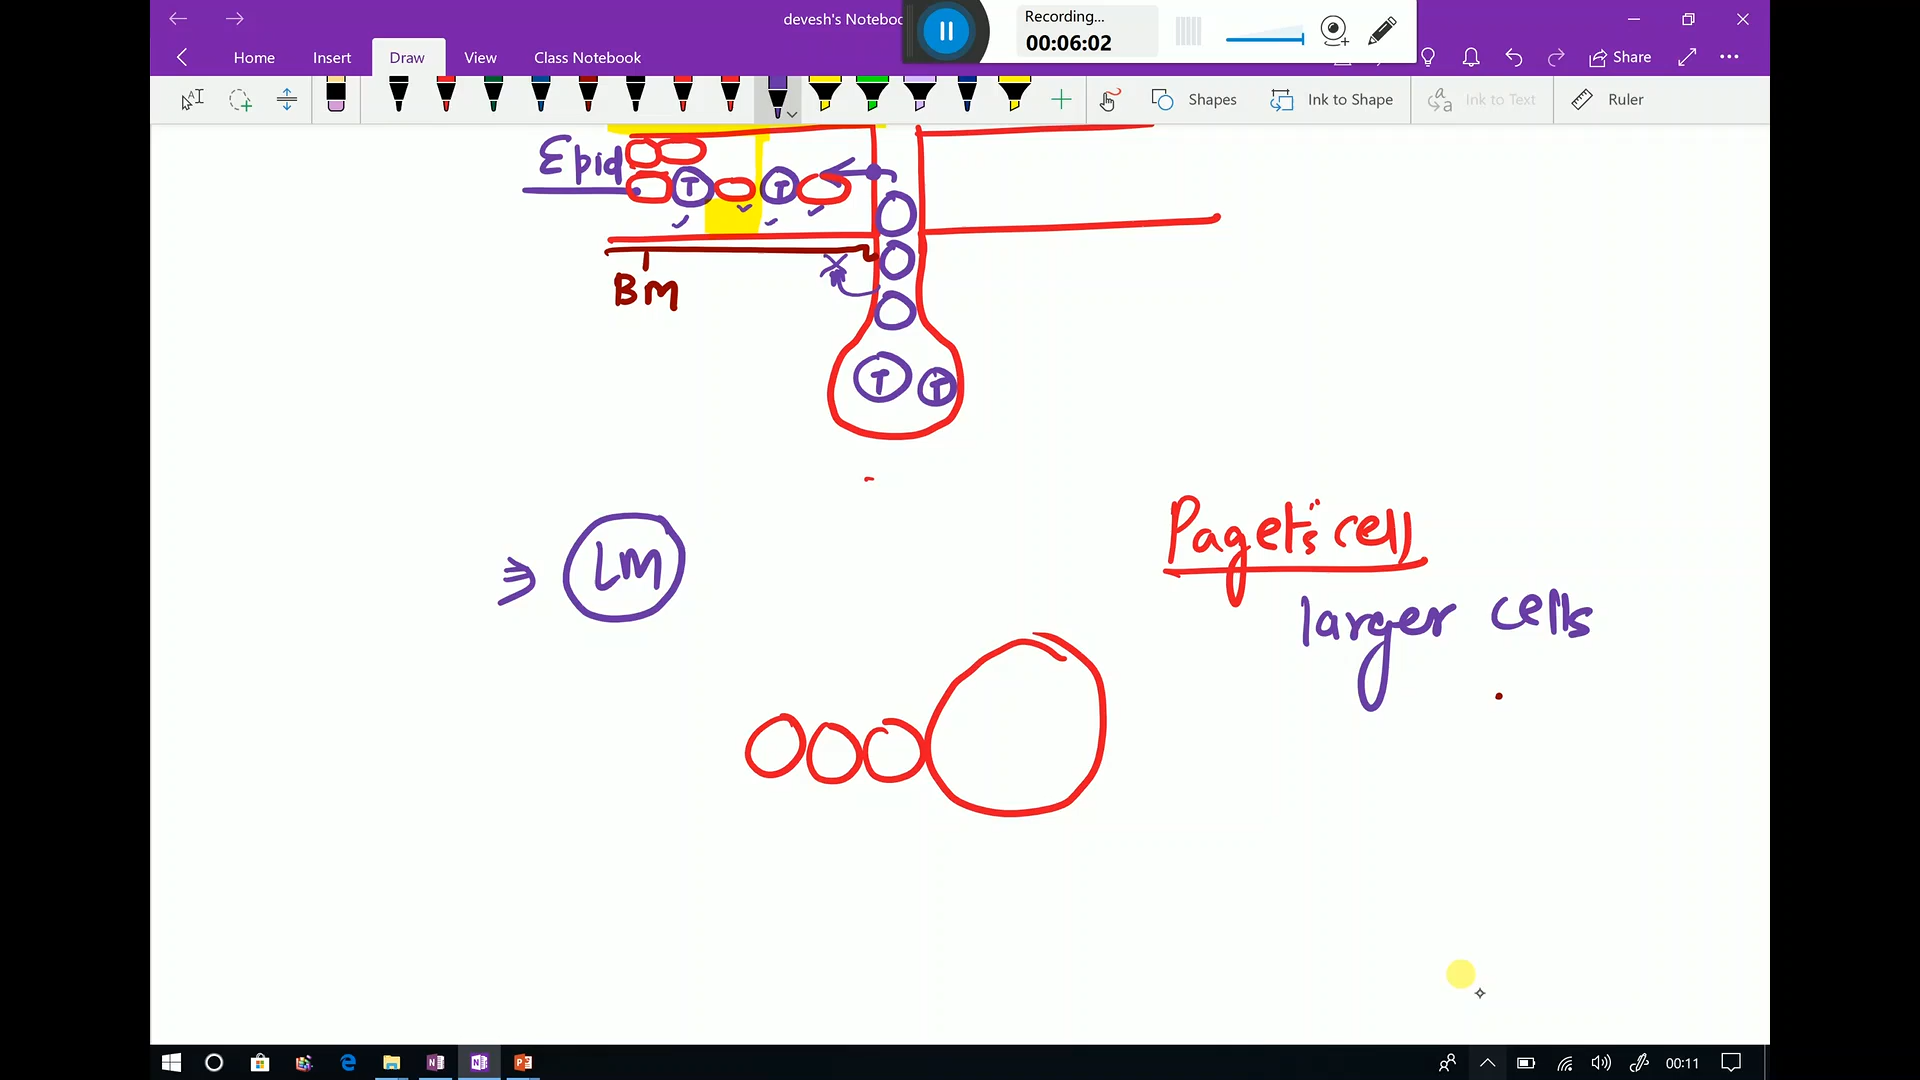 devesh's Noteboo
Recording...
00:06:02
Home Insert Draw View Class Notebook Share
Shapes Ink to Shape Ink to Text Ruler
Epid
T T
BM
T T
LM
Paget's cell
larger cells
00:11